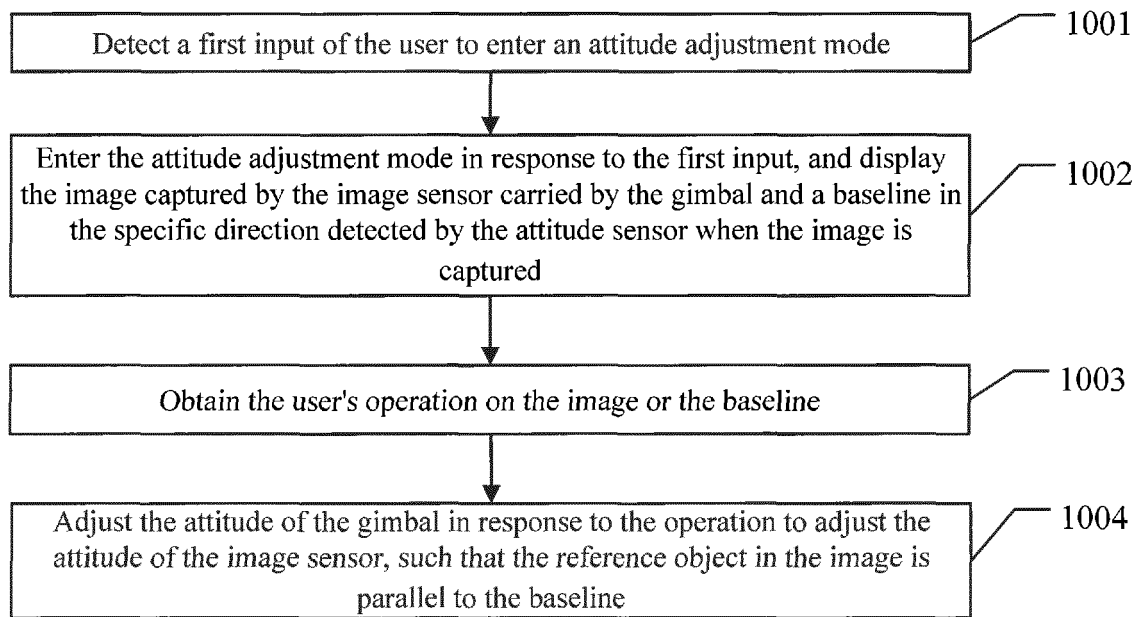 Detect a first input of the user to enter an attitude adjustment mode
1001
Enter the attitude adjustment mode in response to the first input, and display
the image captured by the image sensor carried by the gimbal and a baseline in
the specific direction detected by the attitude sensor when the image is
captured
1002
Obtain the user's operation on the image or the baseline
1003
Adjust the attitude of the gimbal in response to the operation to adjust the
attitude of the image sensor, such that the reference object in the image is
parallel to the baseline
1004